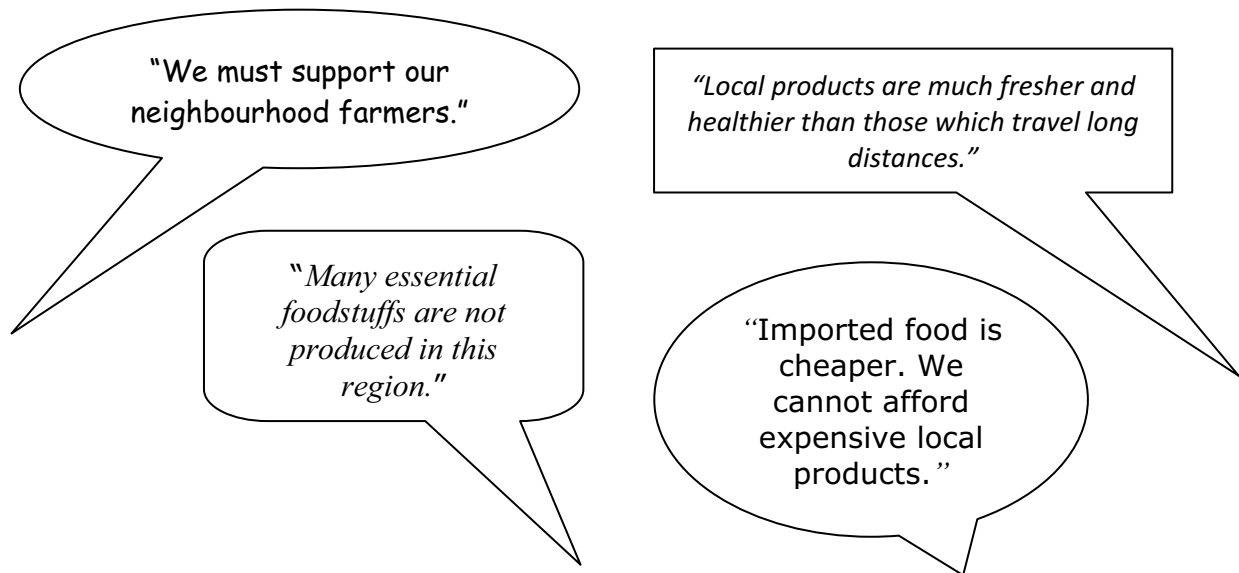 “We must support our
neighbourhood farmers.”
“Local products are much fresher and
healthier than those which travel long
distances.”
“Many essential
foodstuffs are not
produced in this
region.”
“Imported food is
cheaper. We
cannot afford
expensive local
products.”